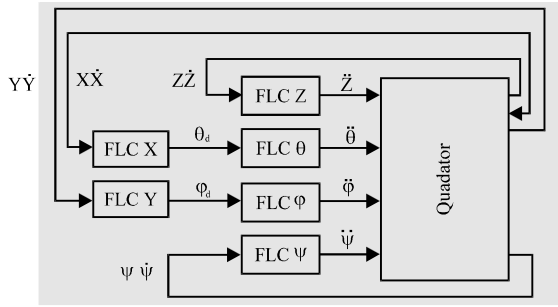 YẎ
XẊ
ZŻ
FLC Z
Z̈
FLC X
θd
FLC θ
θ̈
FLC Y
φd
FLC φ
φ̈
FLC ψ
ψ̈
ψ ψ̇
Quadator